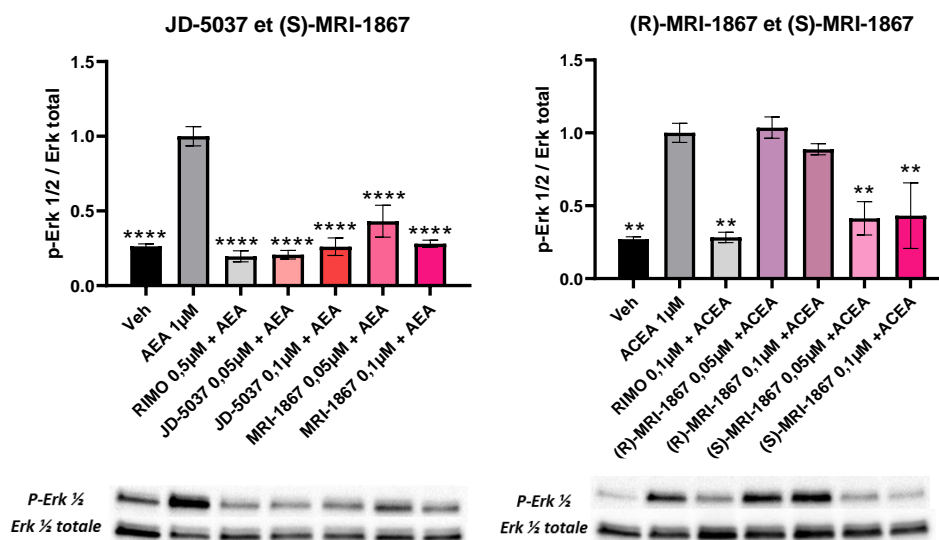 JD-5037 et (S)-MRI-1867
p-Erk 1/2 / Erk total
1.5
1.0
0.5
0.0
****
****
****
****
****
****
Veh
AEA 1µM
RIMO 0,5µM + AEA
JD-5037 0,05µM + AEA
JD-5037 0,1µM + AEA
MRI-1867 0,05µM + AEA
MRI-1867 0,1µM + AEA
P-Erk ½
Erk ½ totale
(R)-MRI-1867 et (S)-MRI-1867
p-Erk 1/2 / Erk total
1.5
1.0
0.5
0.0
**
**
**
**
Veh
ACEA 1µM
RIMO 0,1µM + ACEA
(R)-MRI-1867 0,05µM +ACEA
(R)-MRI-1867 0,1µM +ACEA
(S)-MRI-1867 0,05µM +ACEA
(S)-MRI-1867 0,1µM +ACEA
P-Erk ½
Erk ½ totale